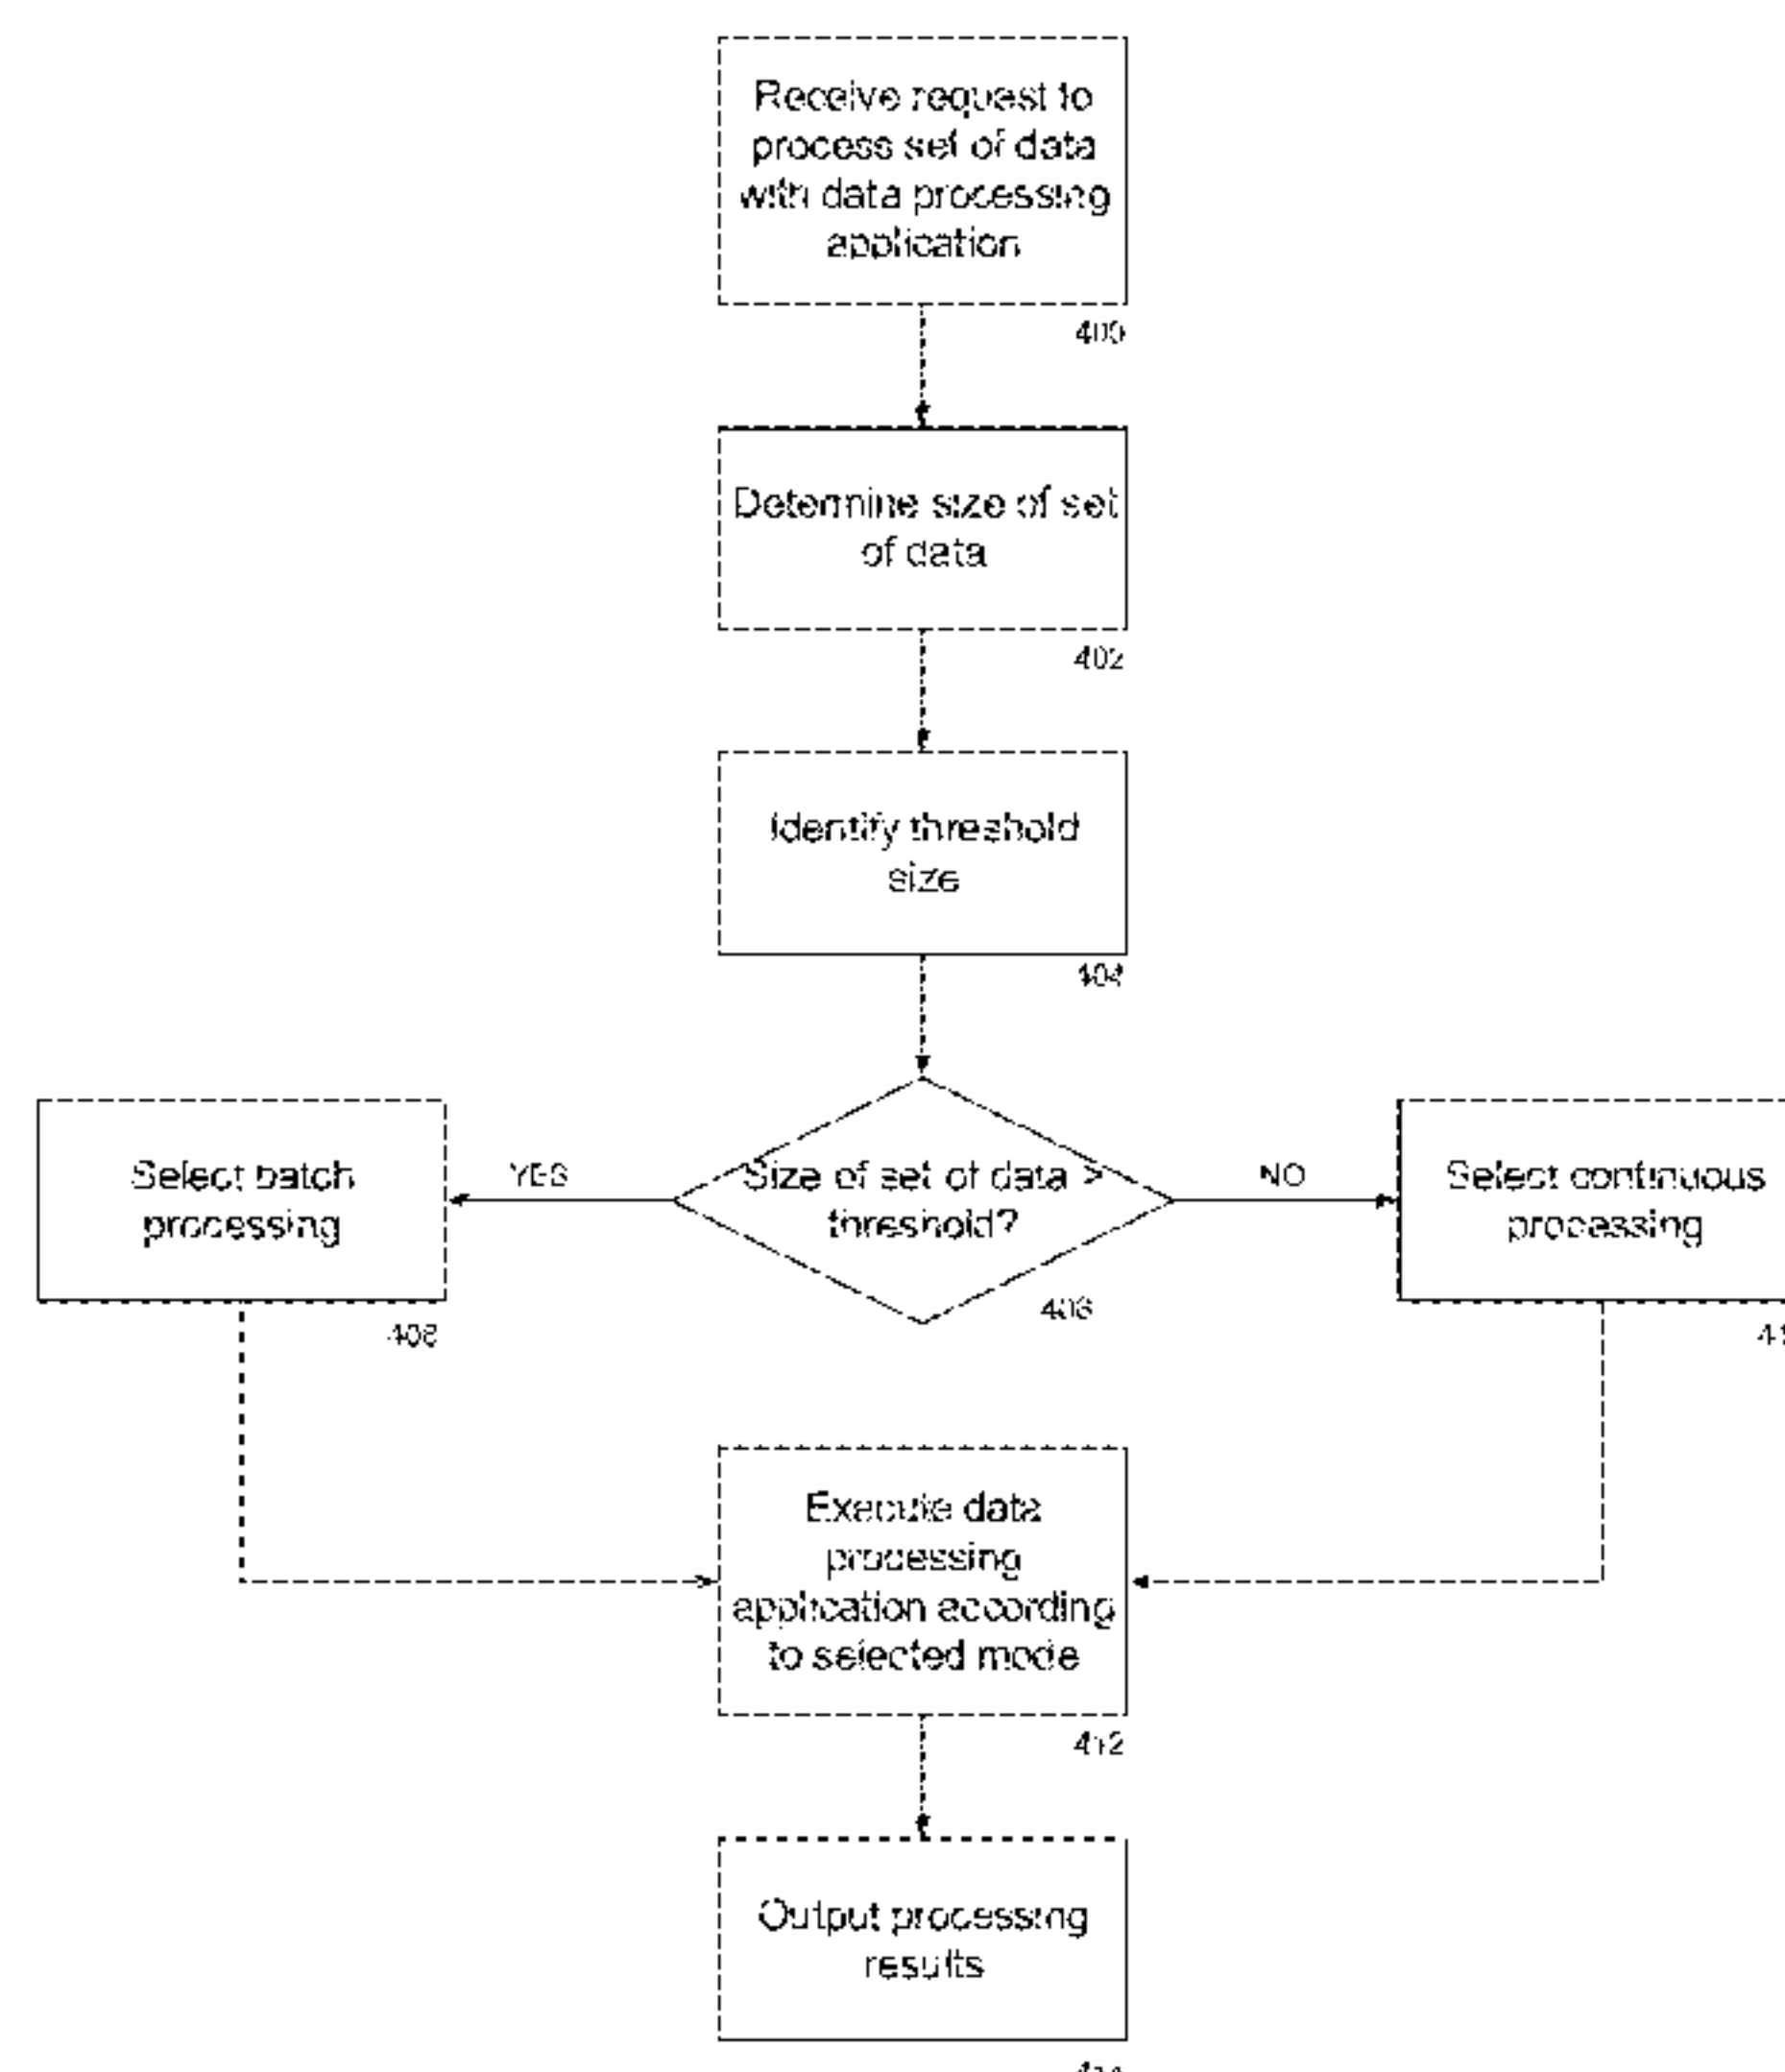 Receive request to
process set of data
with data processing
application
400
Determine size of set
of data
402
Identify threshold
size
404
Size of set of data >
threshold?
406
YES
NO
Select batch
processing
408
Select continuous
processing
Execute data
processing
application according
to selected mode
412
Output processing
results